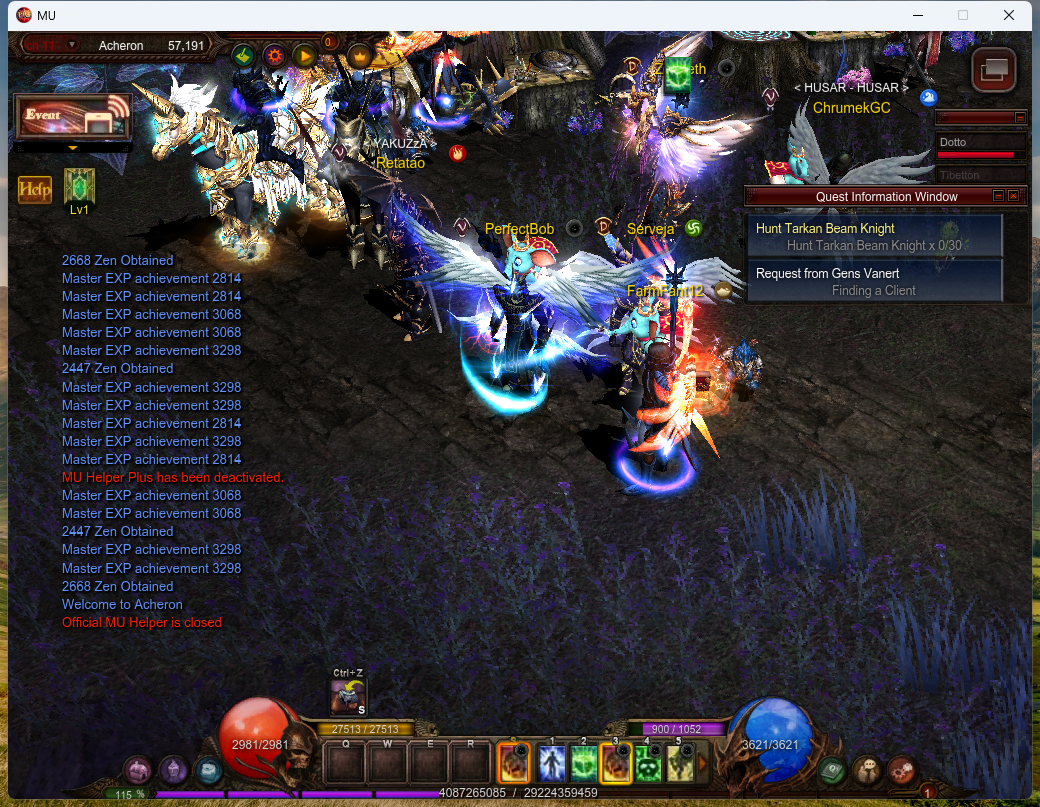 MU
Acheron 57,191
0
Event
Help
Lv1
< YAKUZzA >
Retatao
< HUSAR - HUSAR >
ChrumekGC
Dotto
Tibetton
Quest Information Window
Hunt Tarkan Beam Knight
Hunt Tarkan Beam Knight x 0/30
Request from Gens Vanert
Finding a Client
PerfectBob
Serveja
FarmFant12
2668 Zen Obtained
Master EXP achievement 2814
Master EXP achievement 2814
Master EXP achievement 3068
Master EXP achievement 3068
Master EXP achievement 3298
2447 Zen Obtained
Master EXP achievement 3298
Master EXP achievement 3298
Master EXP achievement 2814
Master EXP achievement 3298
Master EXP achievement 2814
MU Helper Plus has been deactivated.
Master EXP achievement 3068
Master EXP achievement 3068
2447 Zen Obtained
Master EXP achievement 3298
Master EXP achievement 3298
2668 Zen Obtained
Welcome to Acheron
Official MU Helper is closed
Ctrl+Z
S
27513 / 27513
900 / 1052
2981/2981
Q W E R
1 2 3 4 5
3621/3621
115 %
4087265085 / 29224359459
1